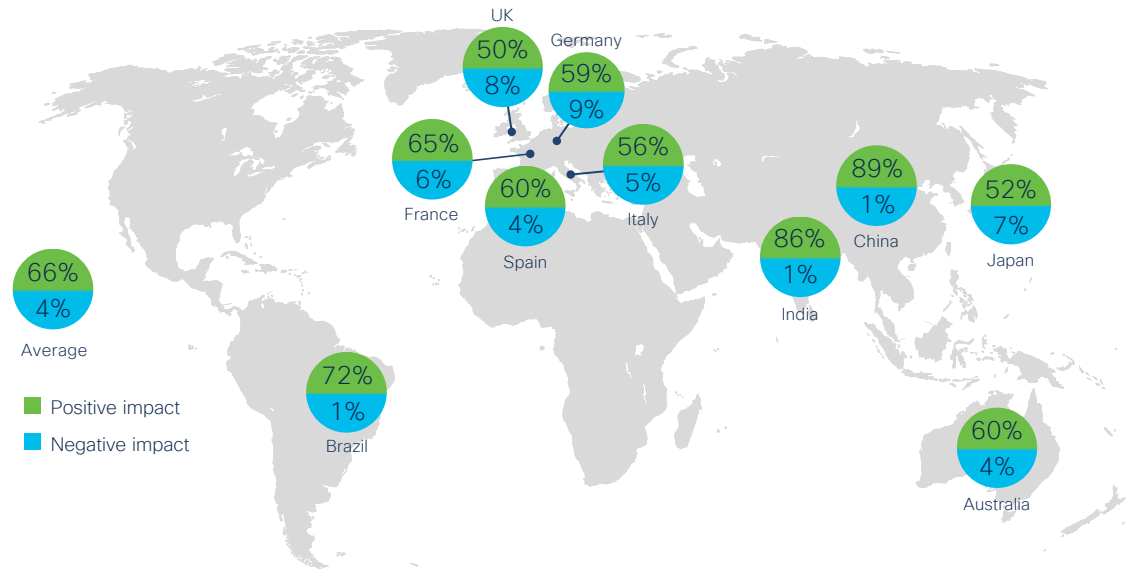 UK
50%
8%
Germany
59%
9%
65%
6%
France
60%
4%
Spain
56%
5%
Italy
89%
1%
China
52%
7%
Japan
86%
1%
India
66%
4%
Average
72%
1%
Brazil
60%
4%
Australia
Positive impact
Negative impact